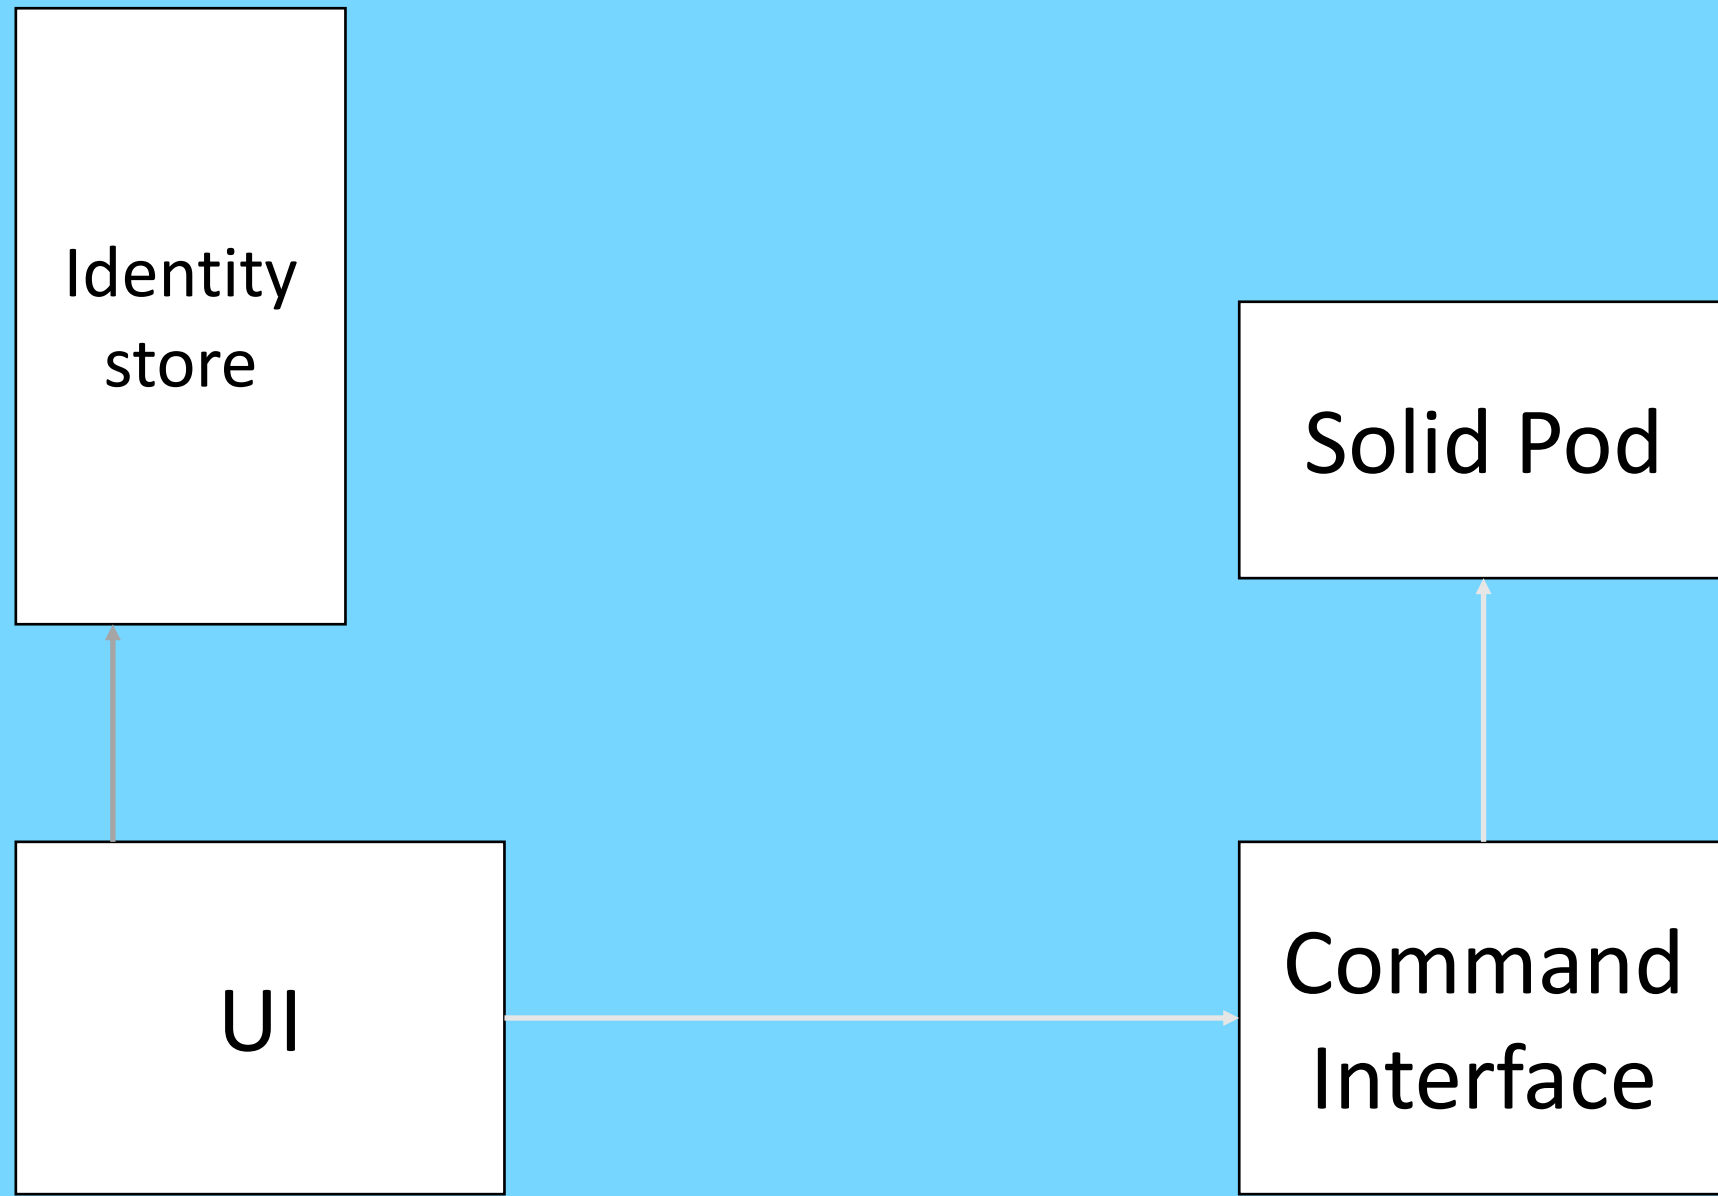 Identity
store
Solid Pod
UI
Command
Interface